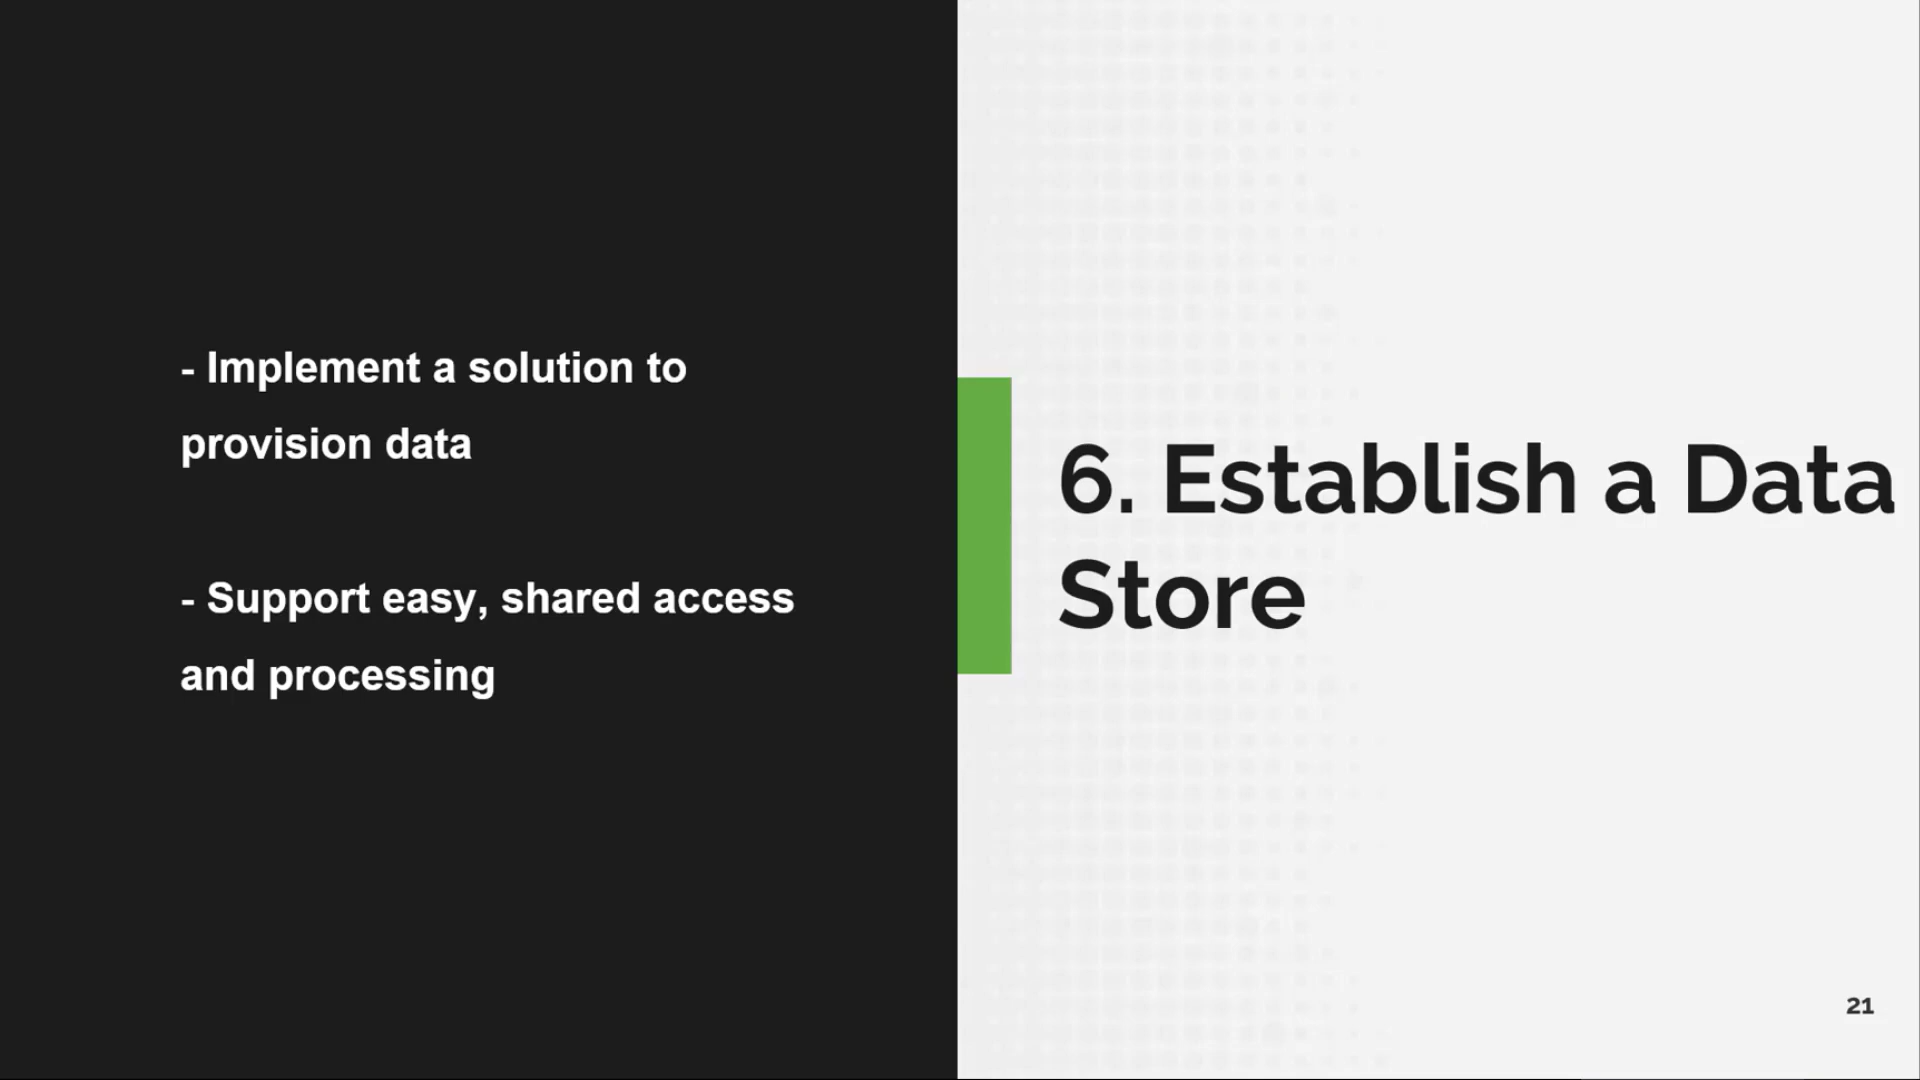 - Implement a solution to
provision data
- Support easy, shared access
and processing
6. Establish a Data
Store
21